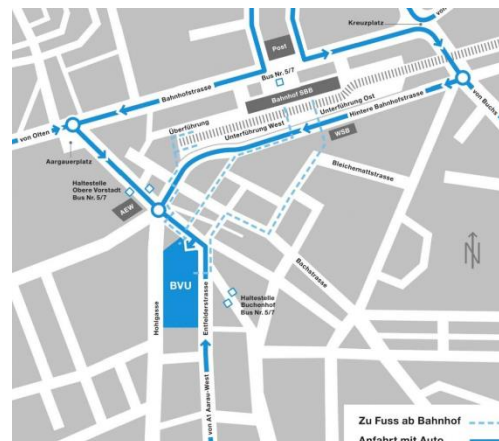 Kreuzplatz
Post
Bus Nr. 5/7
Bahnhof SBB
Bahnhofstrasse
Überführung
Unterführung West
Unterführung Ost
Hintere Bahnhofstrasse
WSB
von Olten
von Buchs
Aargauerplatz
Bleichemattstrasse
Haltestelle
Obere Vorstadt
Bus Nr. 5/7
AEW
Bachstrasse
N
BVU
Hohlgasse
Entfelderstrasse
Haltestelle
Buchenhof
Bus Nr. 5/7
von A1 Aarau-West
Zu Fuss ab Bahnhof
Anfahrt mit Auto